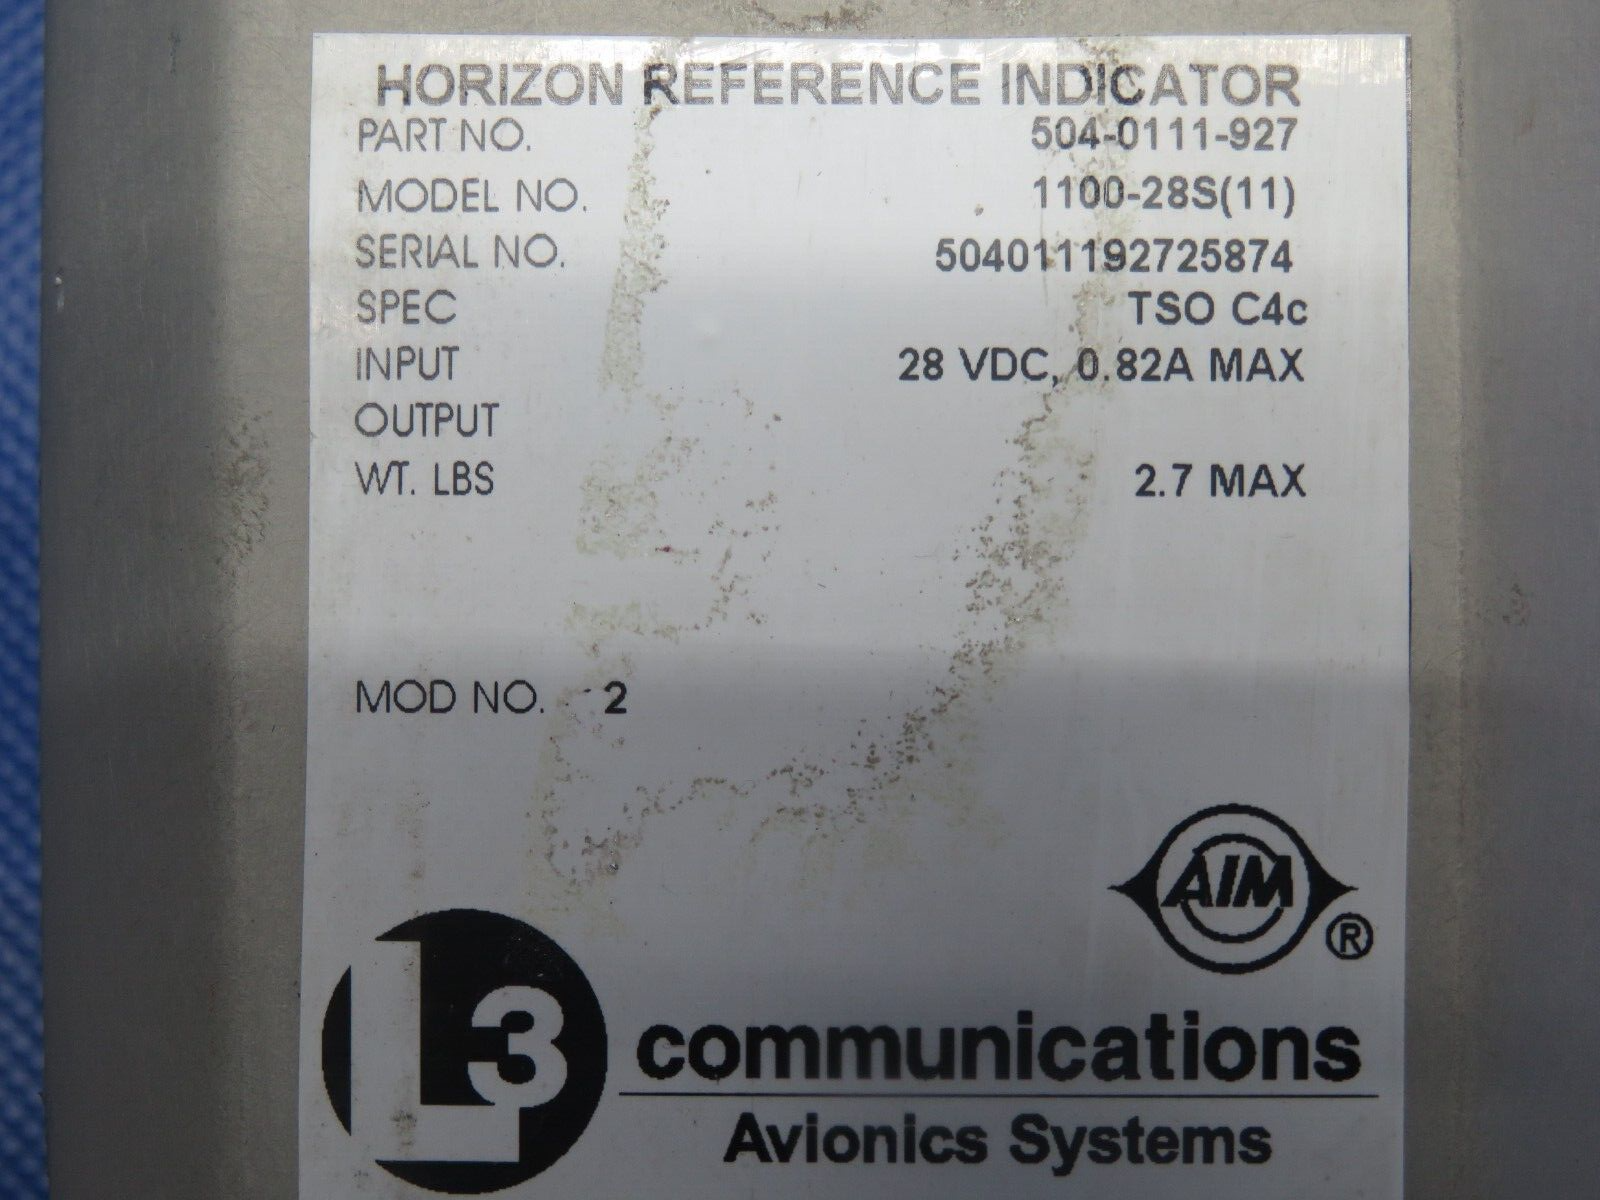 HORIZON REFERENCE INDICATOR
PART NO. 504-0111-927
MODEL NO. 1100-28S(11)
SERIAL NO. 504011192725874
SPEC TSO C4c
INPUT 28 VDC, 0.82A MAX
OUTPUT
WT. LBS 2.7 MAX
MOD NO. 2
AIM ®
L3 communications
Avionics Systems